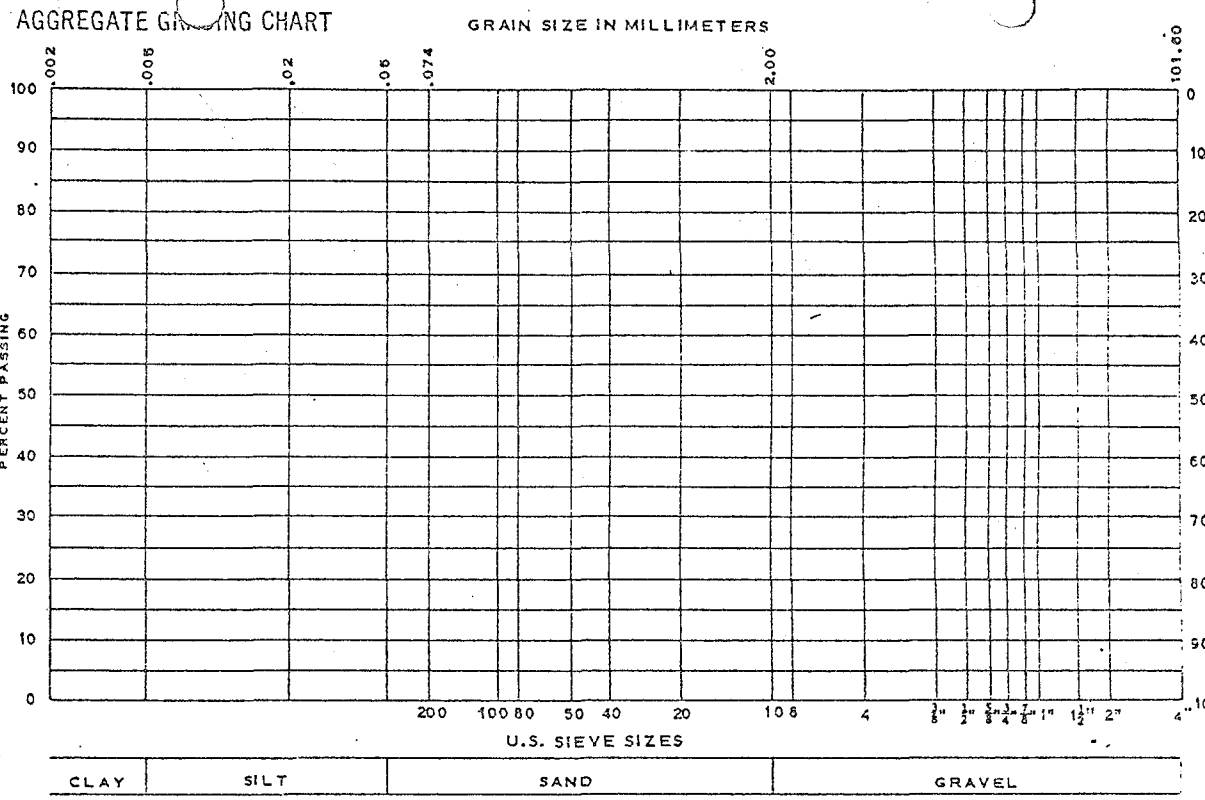 AGGREGATE GRADING CHART
GRAIN SIZE IN MILLIMETERS
.002 .005 .02 .05 .074 2.00 101.60
PERCENT PASSING
100 0
90 10
80 20
70 30
60 40
50 50
40 60
30 70
20 80
10 90
0 10
200 100 80 50 40 20 10 8 4 3/8" 1/2" 5/8" 3/4" 7/8" 1" 1 1/2" 2" 4"
U.S. SIEVE SIZES
CLAY SILT SAND GRAVEL